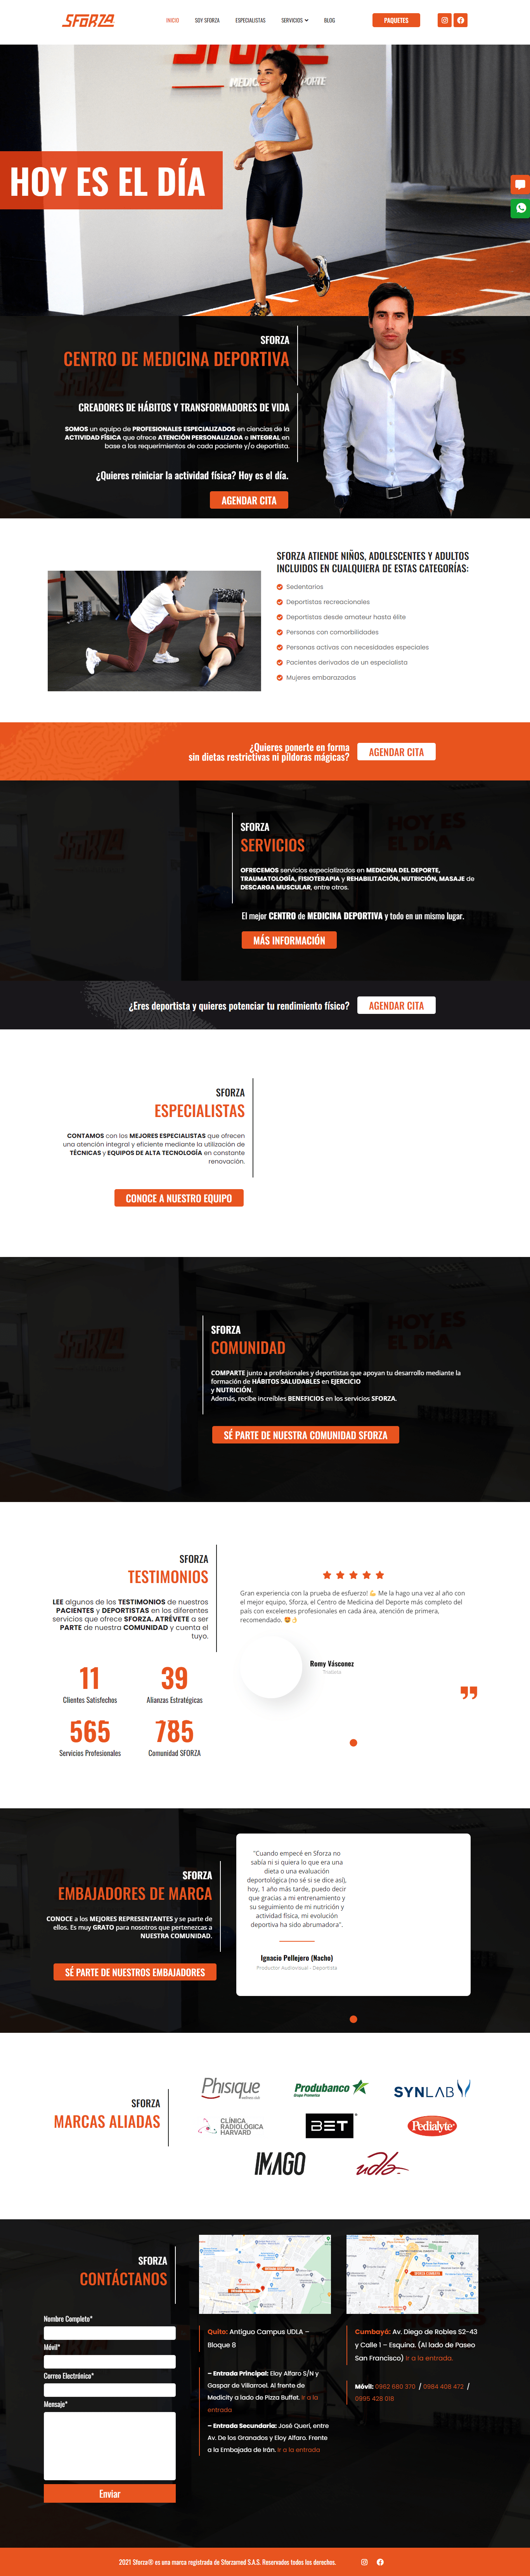 SFORZA
INICIO
SOY SFORZA
ESPECIALISTAS
SERVICIOS
BLOG
PAQUETES
HOY ES EL DÍA
SFORZA
CENTRO DE MEDICINA DEPORTIVA
CREADORES DE HÁBITOS Y TRANSFORMADORES DE VIDA
SOMOS un equipo de PROFESIONALES ESPECIALIZADOS en ciencias de la
ACTIVIDAD FÍSICA que ofrece ATENCIÓN PERSONALIZADA e INTEGRAL en
base a los requerimientos de cada paciente y/o deportista.
¿Quieres reiniciar la actividad física? Hoy es el día.
AGENDAR CITA
SFORZA ATIENDE NIÑOS, ADOLESCENTES Y ADULTOS
INCLUIDOS EN CUALQUIERA DE ESTAS CATEGORÍAS:
Sedentarios
Deportistas recreacionales
Deportistas desde amateur hasta élite
Personas con comorbilidades
Personas activas con necesidades especiales
Pacientes derivados de un especialista
Mujeres embarazadas
¿Quieres ponerte en forma
sin dietas restrictivas ni píldoras mágicas?
AGENDAR CITA
SFORZA
SERVICIOS
OFRECEMOS servicios especializados en MEDICINA DEL DEPORTE,
TRAUMATOLOGÍA, FISIOTERAPIA y REHABILITACIÓN, NUTRICIÓN, MASAJE de
DESCARGA MUSCULAR, entre otros.
El mejor CENTRO de MEDICINA DEPORTIVA y todo en un mismo lugar.
MÁS INFORMACIÓN
¿Eres deportista y quieres potenciar tu rendimiento físico?
AGENDAR CITA
SFORZA
ESPECIALISTAS
CONTAMOS con los MEJORES ESPECIALISTAS que ofrecen
una atención integral y eficiente mediante la utilización de
TÉCNICAS y EQUIPOS DE ALTA TECNOLOGÍA en constante
renovación.
CONOCE A NUESTRO EQUIPO
SFORZA
COMUNIDAD
COMPARTE junto a profesionales y deportistas que apoyan tu desarrollo mediante la
formación de HÁBITOS SALUDABLES en EJERCICIO
y NUTRICIÓN.
Además, recibe increíbles BENEFICIOS en los servicios SFORZA.
SÉ PARTE DE NUESTRA COMUNIDAD SFORZA
SFORZA
TESTIMONIOS
LEE algunos de los TESTIMONIOS de nuestros
PACIENTES y DEPORTISTAS en los diferentes
servicios que ofrece SFORZA. ATRÉVETE a ser
PARTE de nuestra COMUNIDAD y cuenta el
tuyo.
11
Clientes Satisfechos
39
Alianzas Estratégicas
565
Servicios Profesionales
785
Comunidad SFORZA
Gran experiencia con la prueba de esfuerzo! 💪 Me la hago una vez al año con
el mejor equipo, Sforza, el Centro de Medicina del Deporte más completo del
país con excelentes profesionales en cada área, atención de primera,
recomendado.
Romy Vásconez
Triatleta
SFORZA
EMBAJADORES DE MARCA
CONOCE a los MEJORES REPRESENTANTES y se parte de
ellos. Es muy GRATO para nosotros que pertenezcas a
NUESTRA COMUNIDAD.
SÉ PARTE DE NUESTROS EMBAJADORES
"Cuando empecé en Sforza no
sabía ni si quiera lo que era una
dieta o una evaluación
deportológica (no sé si se dice así),
hoy, 1 año más tarde, puedo decir
que gracias a mi entrenamiento y
su seguimiento de mi nutrición y
actividad física, mi evolución
deportiva ha sido abrumadora".
Ignacio Pellejero (Nacho)
Productor Audiovisual - Deportista
SFORZA
MARCAS ALIADAS
Phisique
Produbanco
Grupo Promerica
SYNLAB
CLÍNICA
RADIOLÓGICA
HARVARD
BET
Pedialyte
IMAGO
udla
SFORZA
CONTÁCTANOS
Nombre Completo*
Móvil*
Correo Electrónico*
Mensaje*
Enviar
Quito: Antiguo Campus UDLA –
Bloque 8
– Entrada Principal: Eloy Alfaro S/N y
Gaspar de Villarroel. Al frente de
Medicity a lado de Pizza Buffet. Ir a la
entrada
– Entrada Secundaria: José Queri, entre
Av. De los Granados y Eloy Alfaro. Frente
a la Embajada de Irán. Ir a la entrada
Cumbayá: Av. Diego de Robles S2-43
y Calle 1 – Esquina. (Al lado de Paseo
San Francisco) Ir a la entrada.
Móvil: 0962 680 370 / 0984 408 472 /
0995 428 018
2021 Sforza® es una marca registrada de Sforzamed S.A.S. Reservados todos los derechos.